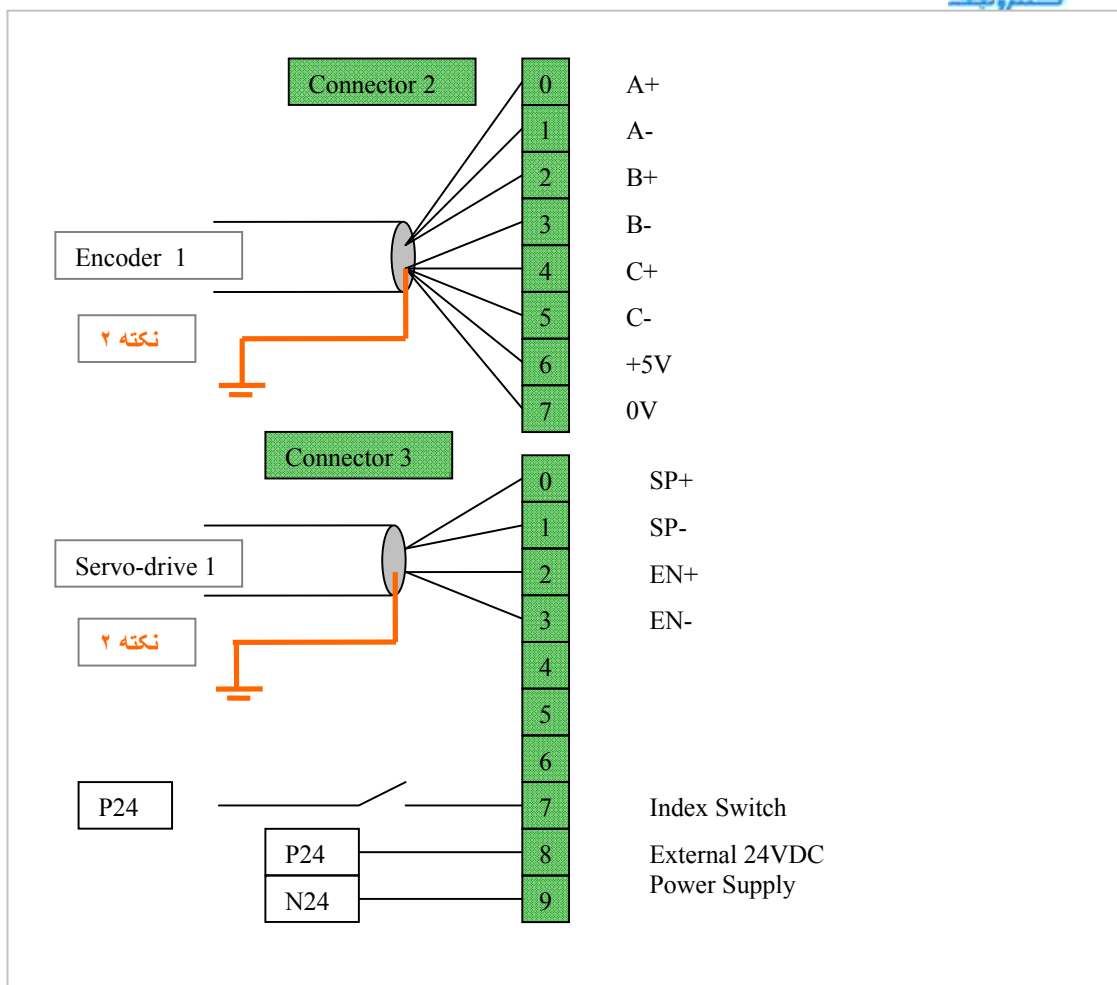 Connector 2
0 A+
1 A-
2 B+
3 B-
Encoder 1
4 C+
5 C-
نکته ۲
6 +5V
7 0V
Connector 3
0 SP+
1 SP-
Servo-drive 1
2 EN+
3 EN-
نکته ۲
4
5
6
P24
7 Index Switch
P24
8 External 24VDC
Power Supply
N24
9